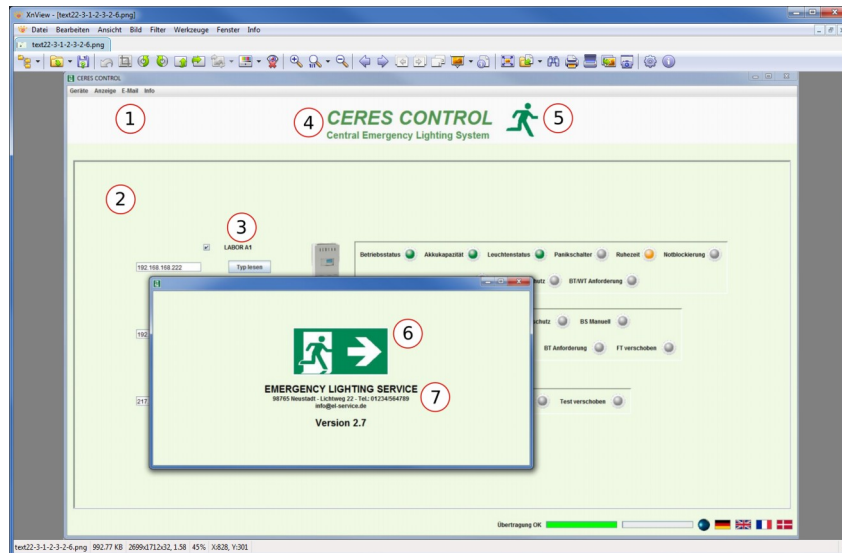 XnView - [text22-3-1-2-3-2-6.png]
Datei Bearbeiten Ansicht Bild Filter Werkzeuge Fenster Info
text22-3-1-2-3-2-6.png
CERES CONTROL
Geräte Anzeige E-Mail Info
1
4
CERES CONTROL
Central Emergency Lighting System
5
2
3
LABOR A1
Betriebsstatus Akkukapazität Leuchtenstatus Panikschalter Ruhezeit Notblockierung
192.168.168.222 Typ lesen
utz BT/WT Anforderung
192
schutz BS Manuell
BT Anforderung FT verschoben
217
Test verschoben
6
EMERGENCY LIGHTING SERVICE
98765 Neustadt - Lichtweg 22 - Tel.: 01234/564789
info@el-service.de
7
Version 2.7
Übertragung OK
text22-3-1-2-3-2-6.png 992.77 KB 2699x1712x32, 1.58 45% X:828, Y:301